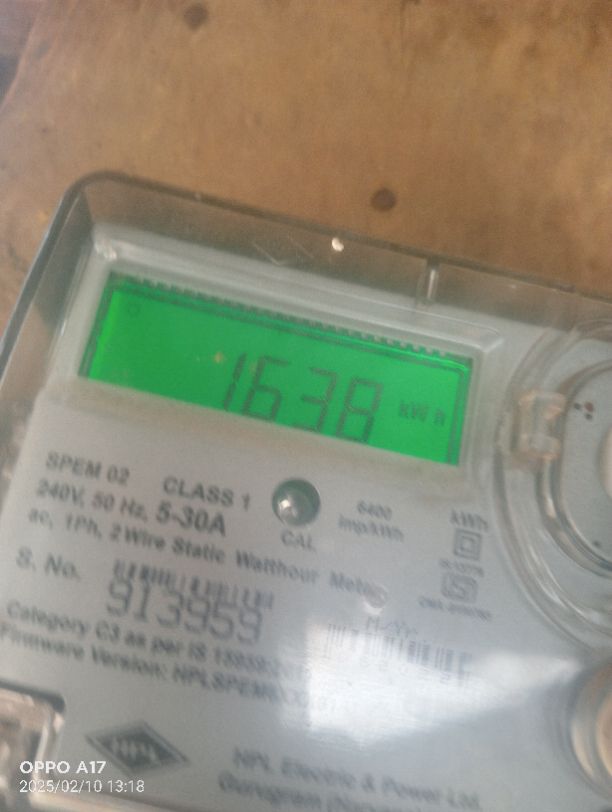 1638 kWh
SPEM 02 CLASS 1
240V, 50 Hz, 5-30A
6400
imp/kWh
kWh
CAL
ac, 1Ph, 2 Wire Static Watthour Meter
S. No.
913959
Category C3 as per IS
Firmware Version:
HPL
HPL Electric & Power Ltd.
OPPO A17
2025/02/10 13:18